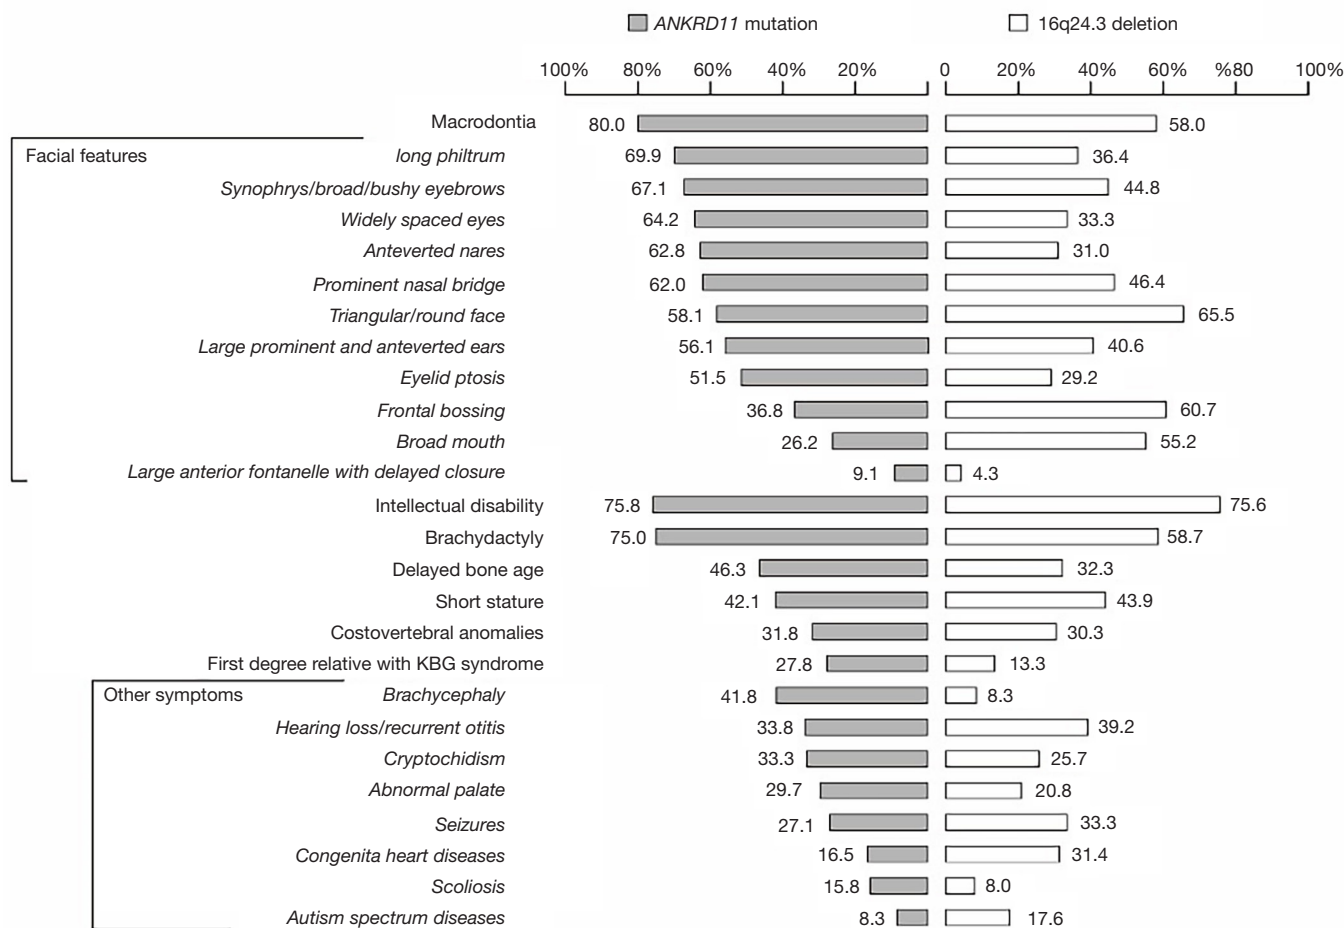 ANKRD11 mutation 16q24.3 deletion
100% 80% 60% 40% 20% 0 20% 40% 60% %80 100%
Macrodontia 80.0 58.0
Facial features long philtrum 69.9 36.4
Synophrys/broad/bushy eyebrows 67.1 44.8
Widely spaced eyes 64.2 33.3
Anteverted nares 62.8 31.0
Prominent nasal bridge 62.0 46.4
Triangular/round face 58.1 65.5
Large prominent and anteverted ears 56.1 40.6
Eyelid ptosis 51.5 29.2
Frontal bossing 36.8 60.7
Broad mouth 26.2 55.2
Large anterior fontanelle with delayed closure 9.1 4.3
Intellectual disability 75.8 75.6
Brachydactyly 75.0 58.7
Delayed bone age 46.3 32.3
Short stature 42.1 43.9
Costovertebral anomalies 31.8 30.3
First degree relative with KBG syndrome 27.8 13.3
Other symptoms Brachycephaly 41.8 8.3
Hearing loss/recurrent otitis 33.8 39.2
Cryptochidism 33.3 25.7
Abnormal palate 29.7 20.8
Seizures 27.1 33.3
Congenita heart diseases 16.5 31.4
Scoliosis 15.8 8.0
Autism spectrum diseases 8.3 17.6